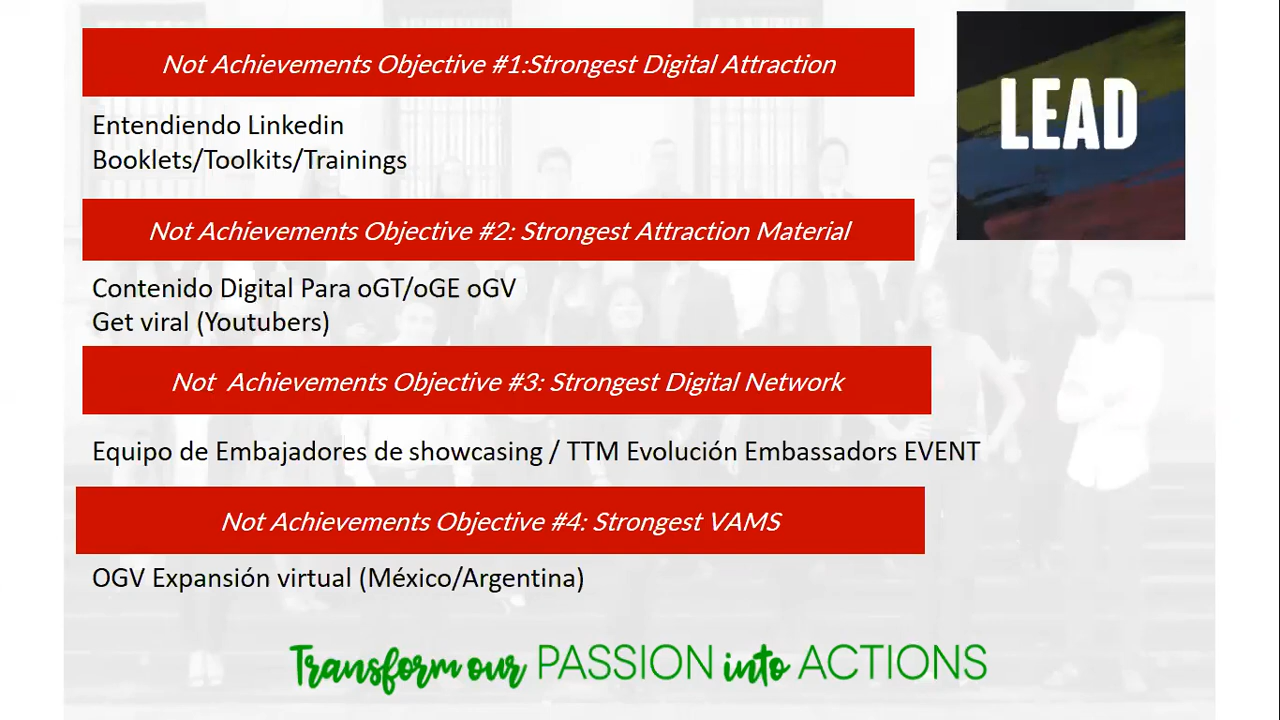 Not Achievements Objective #1:Strongest Digital Attraction
LEAD
Entendiendo Linkedin
Booklets/Toolkits/Trainings
Not Achievements Objective #2: Strongest Attraction Material
Contenido Digital Para oGT/oGE oGV
Get viral (Youtubers)
Not  Achievements Objective #3: Strongest Digital Network
Equipo de Embajadores de showcasing / TTM Evolución Embassadors EVENT
Not Achievements Objective #4: Strongest VAMS
OGV Expansión virtual (México/Argentina)
Transform our PASSION into ACTIONS